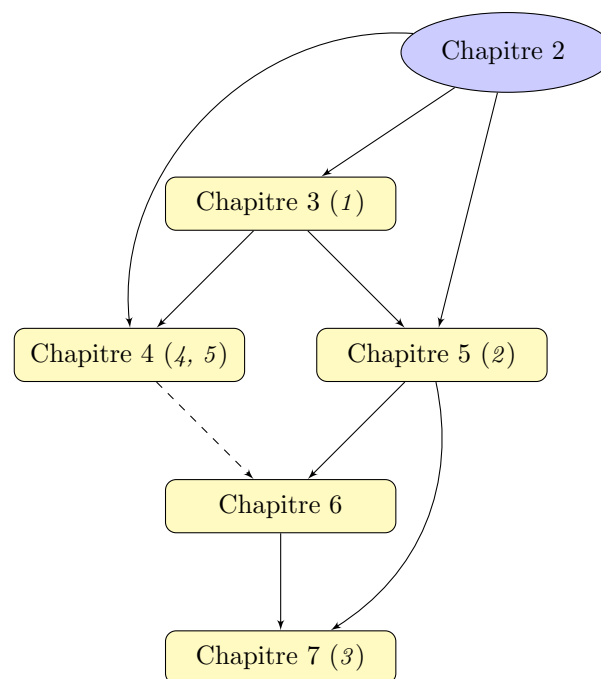 Chapitre 2
Chapitre 3 (1)
Chapitre 4 (4, 5)
Chapitre 5 (2)
Chapitre 6
Chapitre 7 (3)